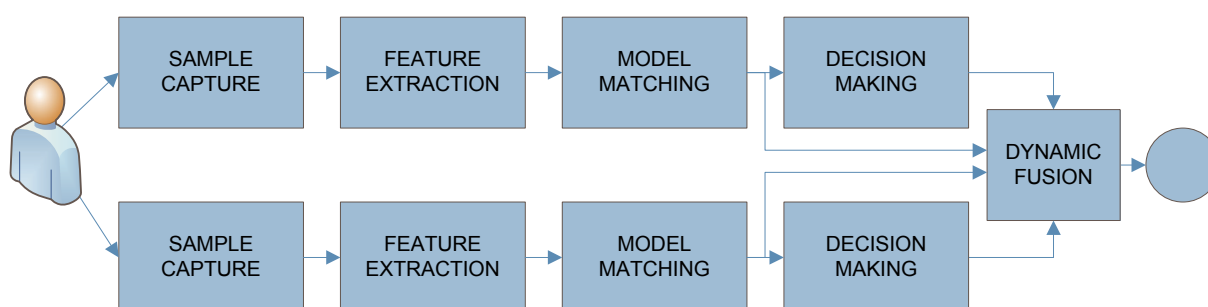 SAMPLE
CAPTURE
FEATURE
EXTRACTION
MODEL
MATCHING
DECISION
MAKING
DYNAMIC
FUSION
SAMPLE
CAPTURE
FEATURE
EXTRACTION
MODEL
MATCHING
DECISION
MAKING